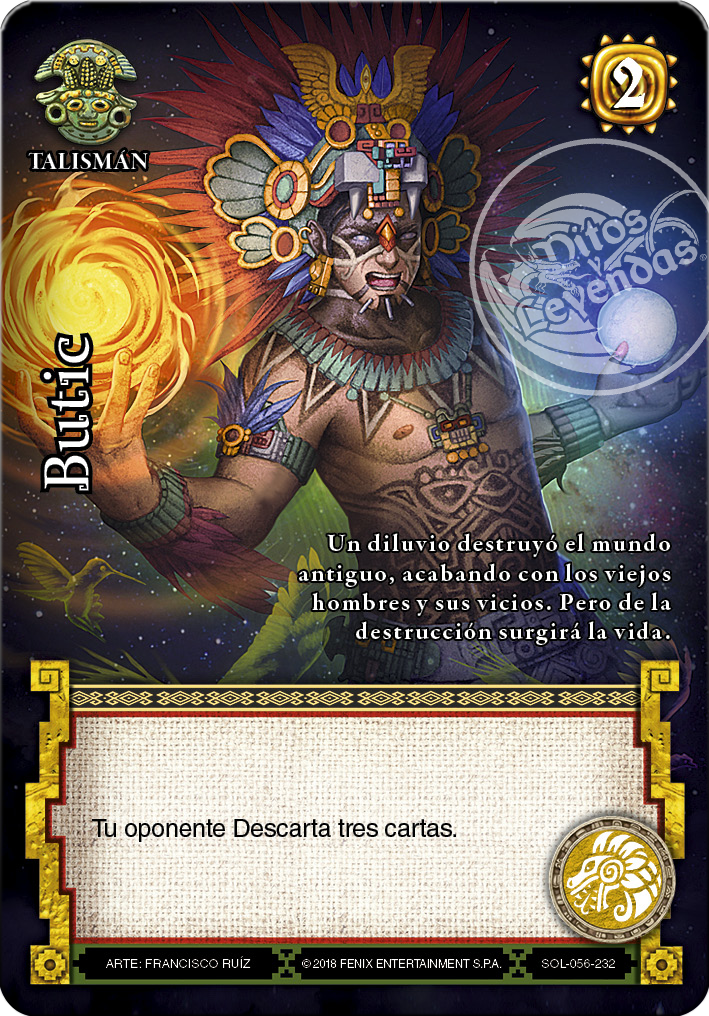 TALISMÁN
2
Mitos
y
Leyendas
Butic
Un diluvio destruyó el mundo
antiguo, acabando con los viejos
hombres y sus vicios. Pero de la
destrucción surgirá la vida.
Tu oponente Descarta tres cartas.
ARTE: FRANCISCO RUÍZ
©2018 FENIX ENTERTAINMENT S.P.A.
SOL-056-232